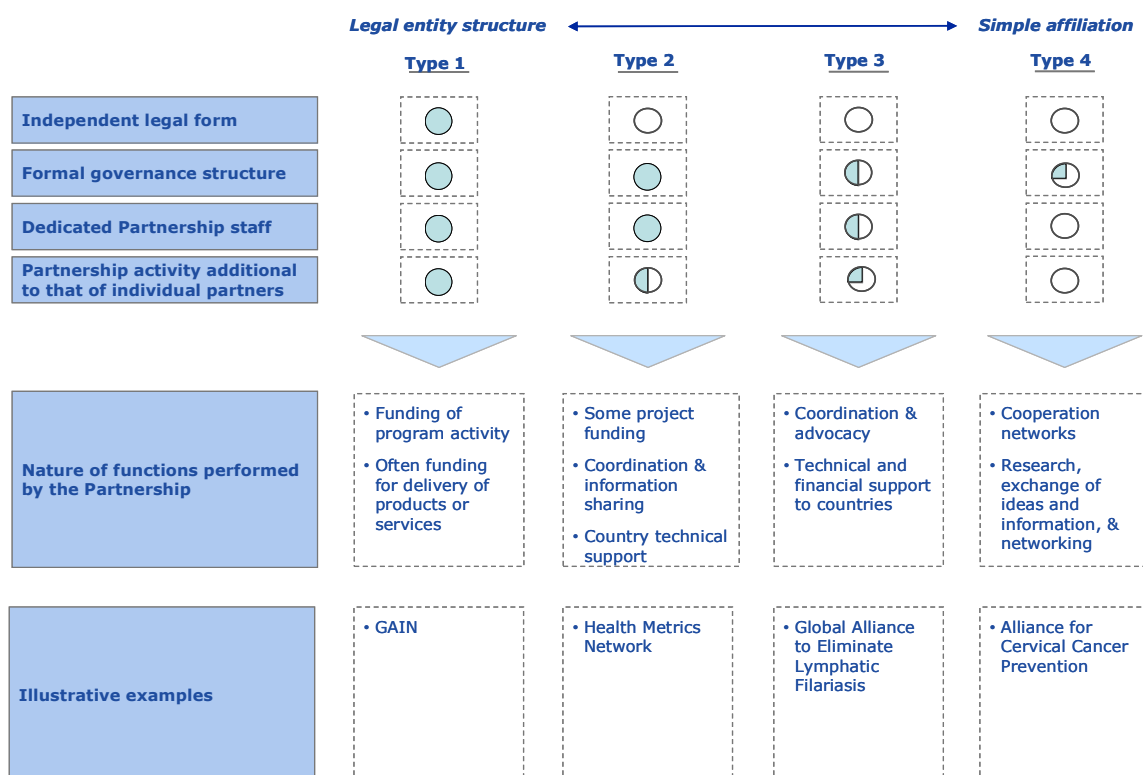 Legal entity structure
Simple affiliation
Type 1
Type 2
Type 3
Type 4
Independent legal form
Formal governance structure
Dedicated Partnership staff
Partnership activity additional
to that of individual partners
Nature of functions performed
by the Partnership
• Funding of
program activity
• Often funding
for delivery of
products or
services
• Some project
funding
• Coordination &
information
sharing
• Country technical
support
• Coordination &
advocacy
• Technical and
financial support
to countries
• Cooperation
networks
• Research,
exchange of
ideas and
information, &
networking
Illustrative examples
• GAIN
• Health Metrics
Network
• Global Alliance
to Eliminate
Lymphatic
Filariasis
• Alliance for
Cervical Cancer
Prevention